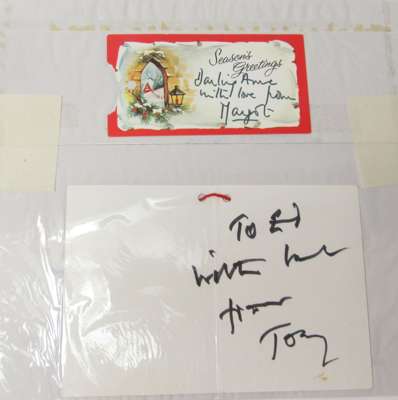 Season's
Greetings
Darling Anne
with love from
Margot
To Ed
with love
from
Tony